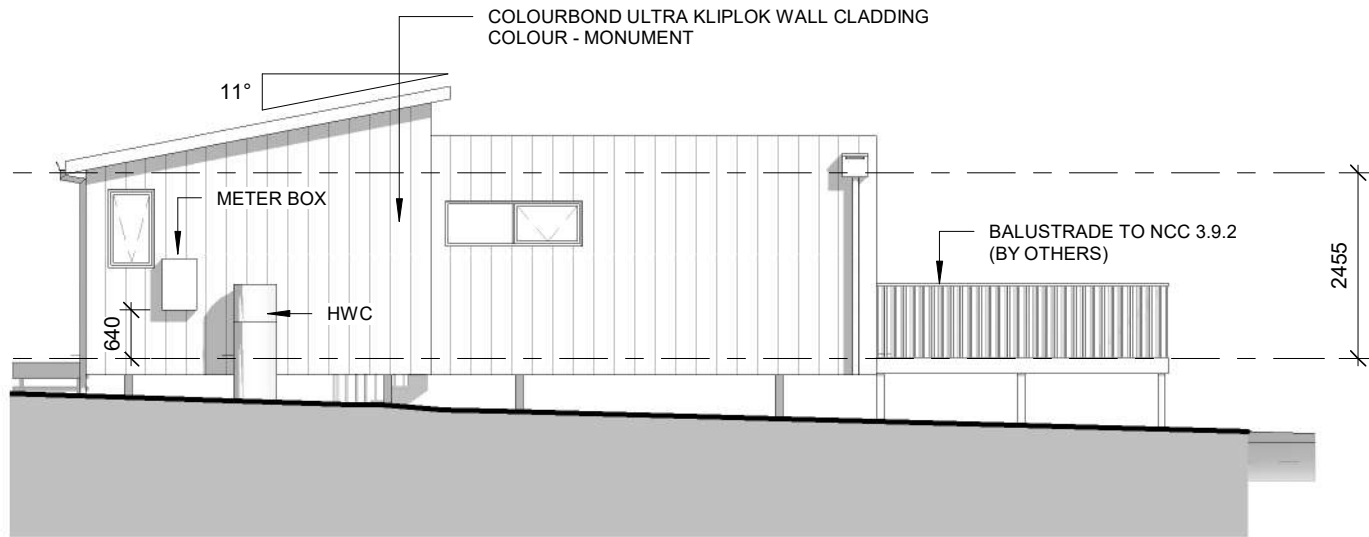 COLOURBOND ULTRA KLIPLOK WALL CLADDING
COLOUR - MONUMENT
11°
METER BOX
BALUSTRADE TO NCC 3.9.2
(BY OTHERS)
2455
HWC
640